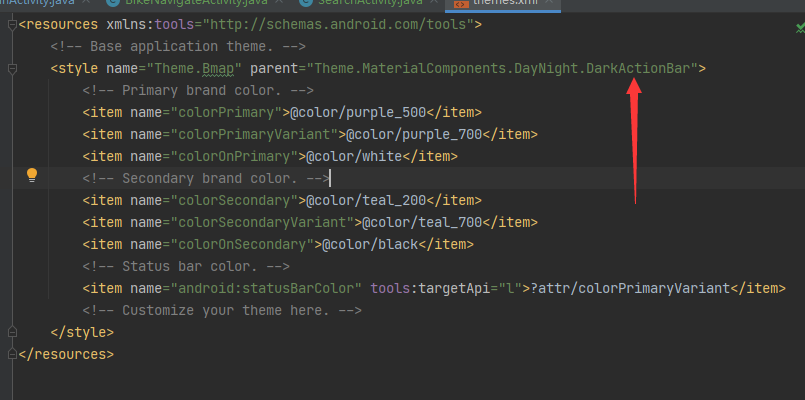 BikeNavigateActivity.java SearchActivity.java themes.xml
<resources xmlns:tools="http://schemas.android.com/tools">
<!-- Base application theme. -->
<style name="Theme.Bmap" parent="Theme.MaterialComponents.DayNight.DarkActionBar">
<!-- Primary brand color. -->
<item name="colorPrimary">@color/purple_500</item>
<item name="colorPrimaryVariant">@color/purple_700</item>
<item name="colorOnPrimary">@color/white</item>
<!-- Secondary brand color. -->
<item name="colorSecondary">@color/teal_200</item>
<item name="colorSecondaryVariant">@color/teal_700</item>
<item name="colorOnSecondary">@color/black</item>
<!-- Status bar color. -->
<item name="android:statusBarColor" tools:targetApi="l">?attr/colorPrimaryVariant</item>
<!-- Customize your theme here. -->
</style>
</resources>